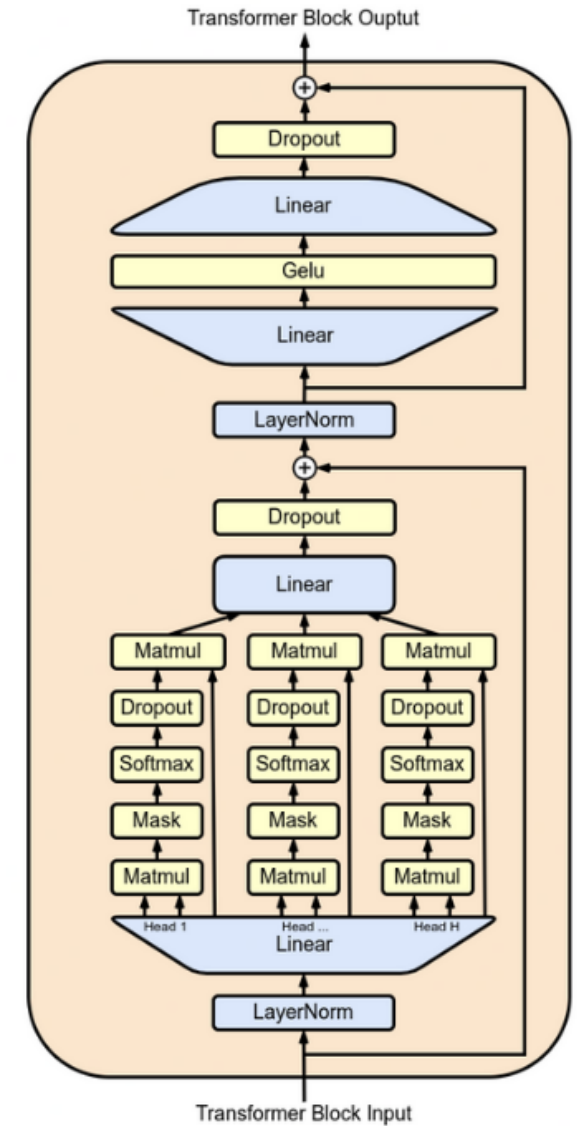 Transformer Block Ouptut
+
Dropout
Linear
Gelu
Linear
LayerNorm
+
Dropout
Linear
Matmul Matmul Matmul
Dropout Dropout Dropout
Softmax Softmax Softmax
Mask Mask Mask
Matmul Matmul Matmul
Head 1 Head ... Head H
Linear
LayerNorm
Transformer Block Input